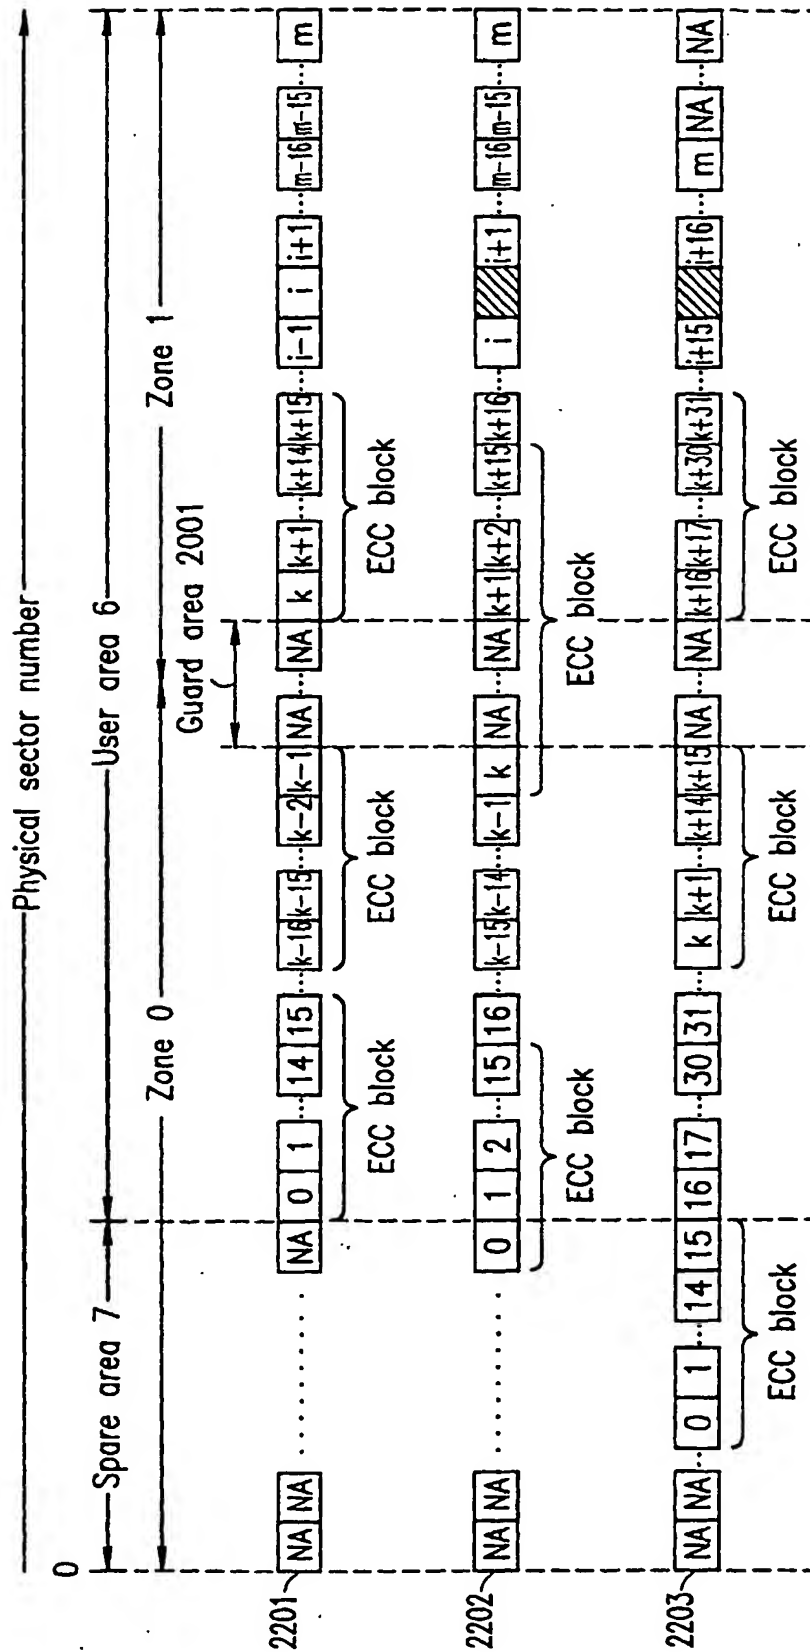 Physical sector number
0
Spare area 7
User area 6
Zone 0
Zone 1
Guard area 2001
2201
NA NA ...... NA 0 1 ... 14 15 ... k-16 k-15 ... k-2 k-1 NA ... NA k k+1 ... k+14 k+15 ... i-1 i i+1 ... m-16 m-15 ... m
ECC block
ECC block
ECC block
2202
NA NA ...... 0 1 2 ... 15 16 ... k-15 k-14 ... k-1 k NA ... NA k+1 k+2 ... k+15 k+16 ... i i+1 ... m-16 m-15 ... m
ECC block
ECC block
2203
NA NA ... 0 1 ... 14 15 16 17 ... 30 31 ... k k+1 ... k+14 k+15 NA ... NA k+16 k+17 ... k+30 k+31 ... i+15 i+16 ... m NA ... NA
ECC block
ECC block
ECC block